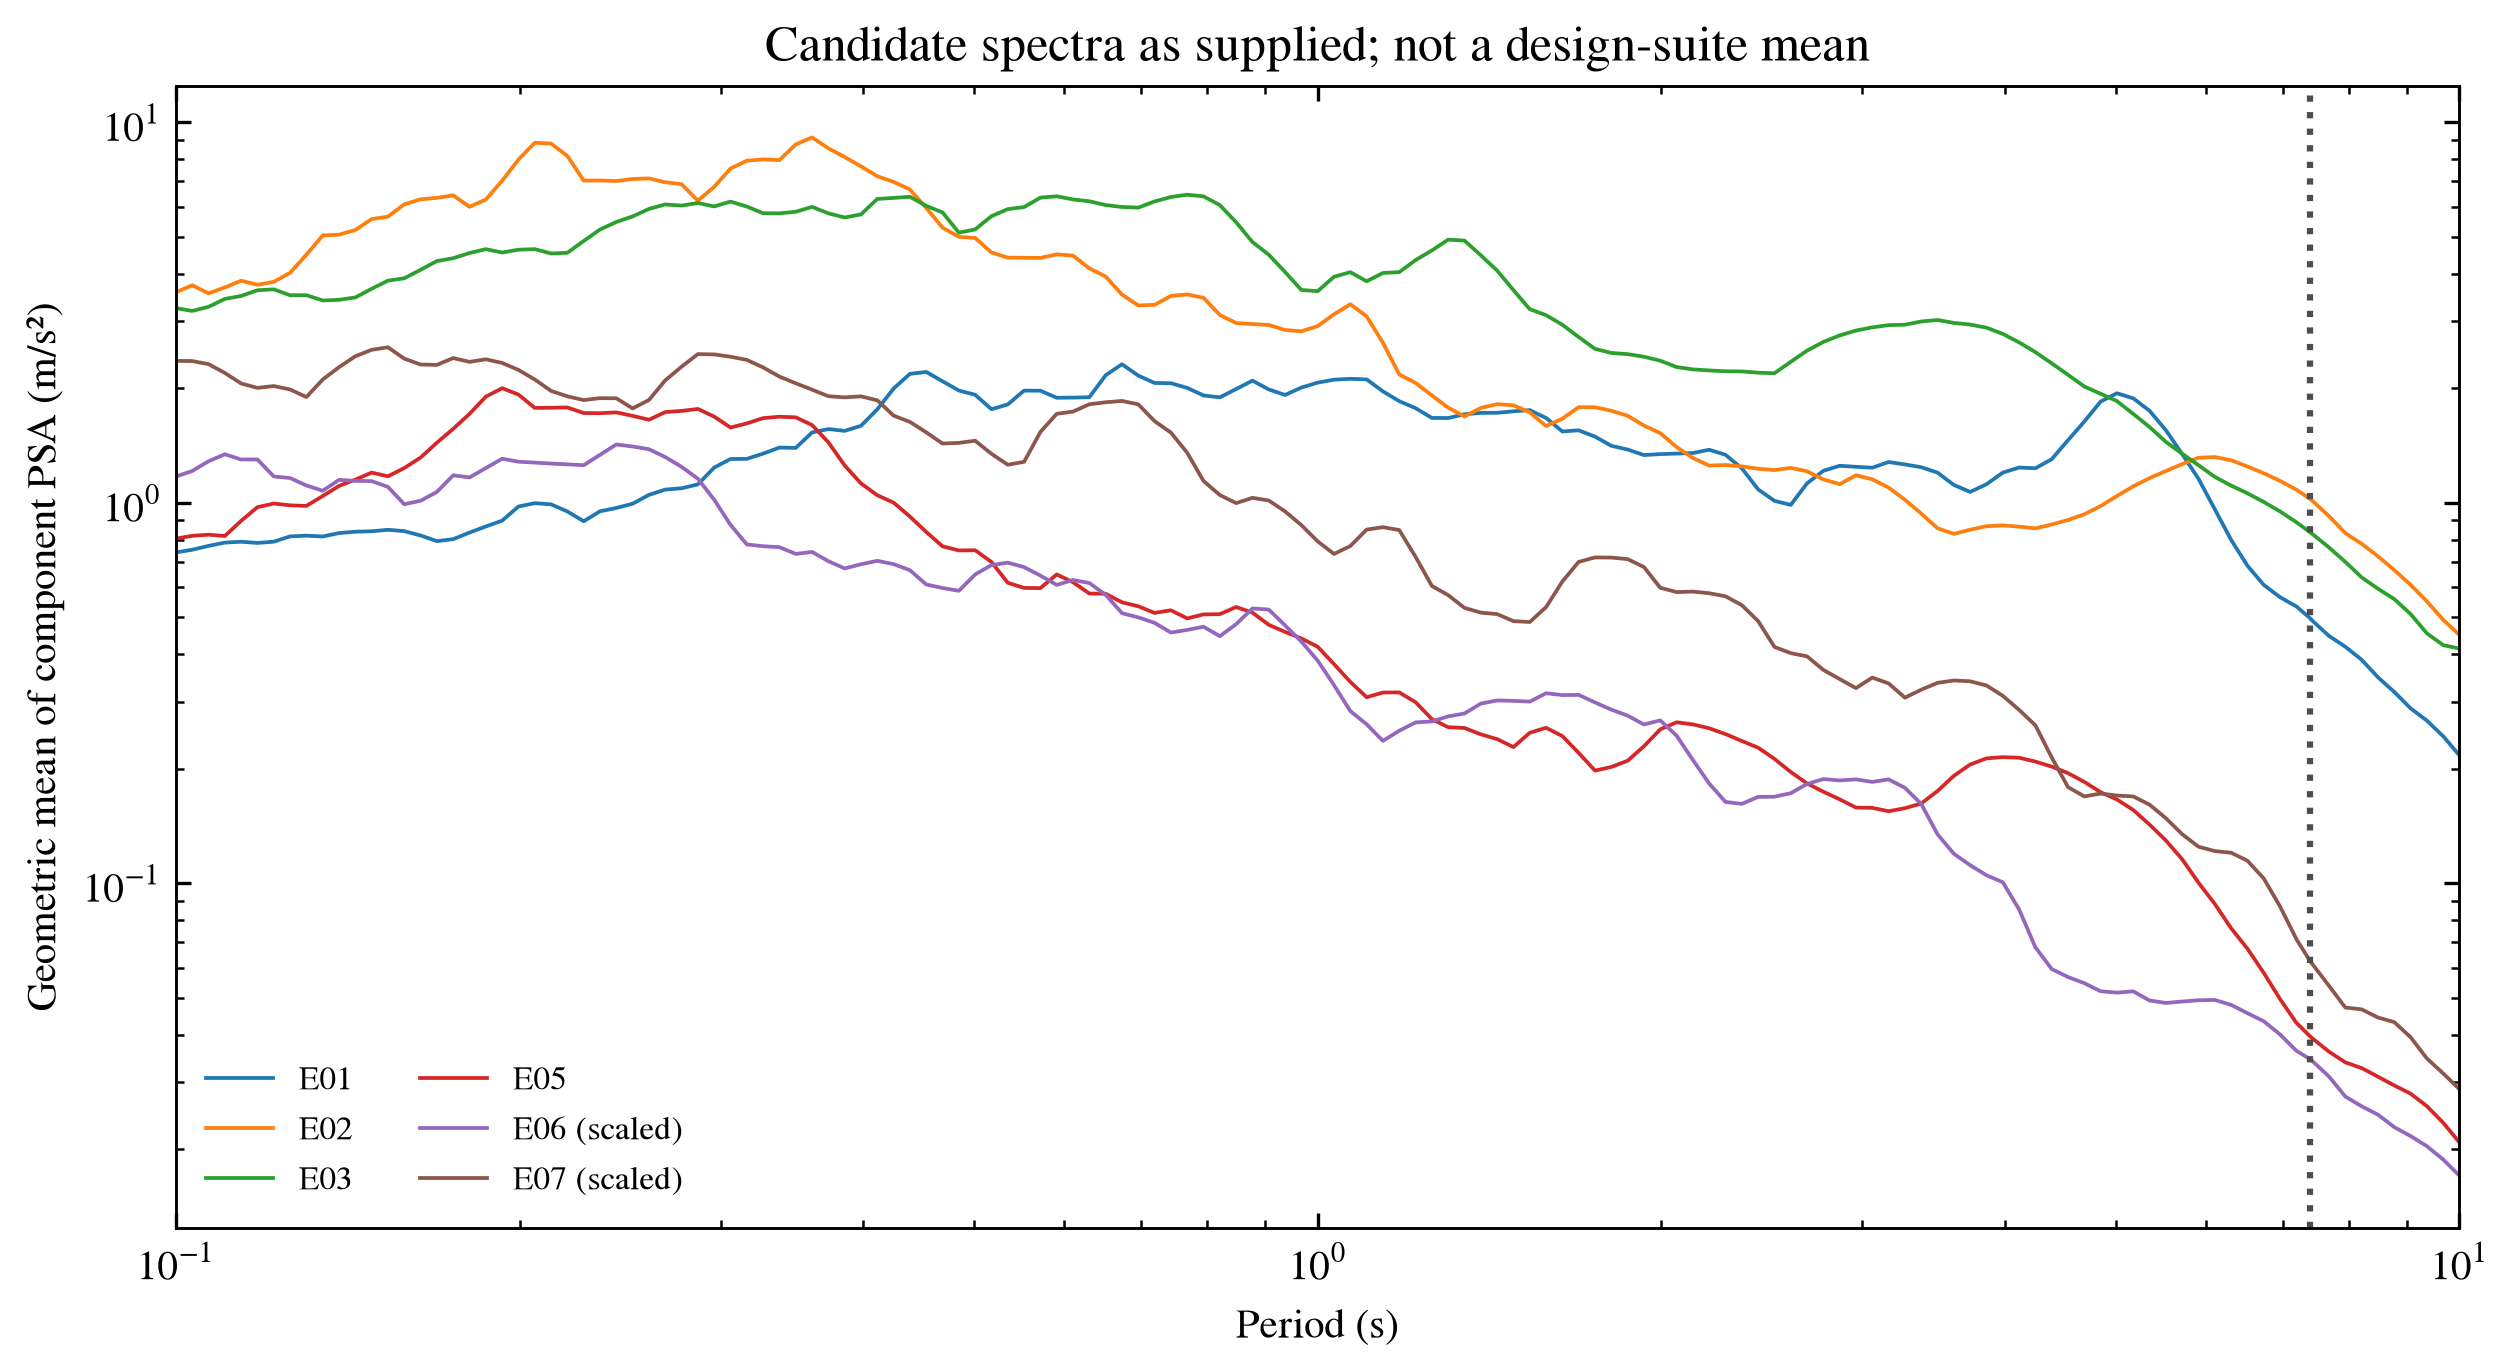 Candidate spectra as supplied; not a design-suite mean
Geometric mean of component PSA (m/s²)
10¹
10⁰
10⁻¹
E01
E02
E03
E05
E06 (scaled)
E07 (scaled)
10⁻¹
10⁰
10¹
Period (s)